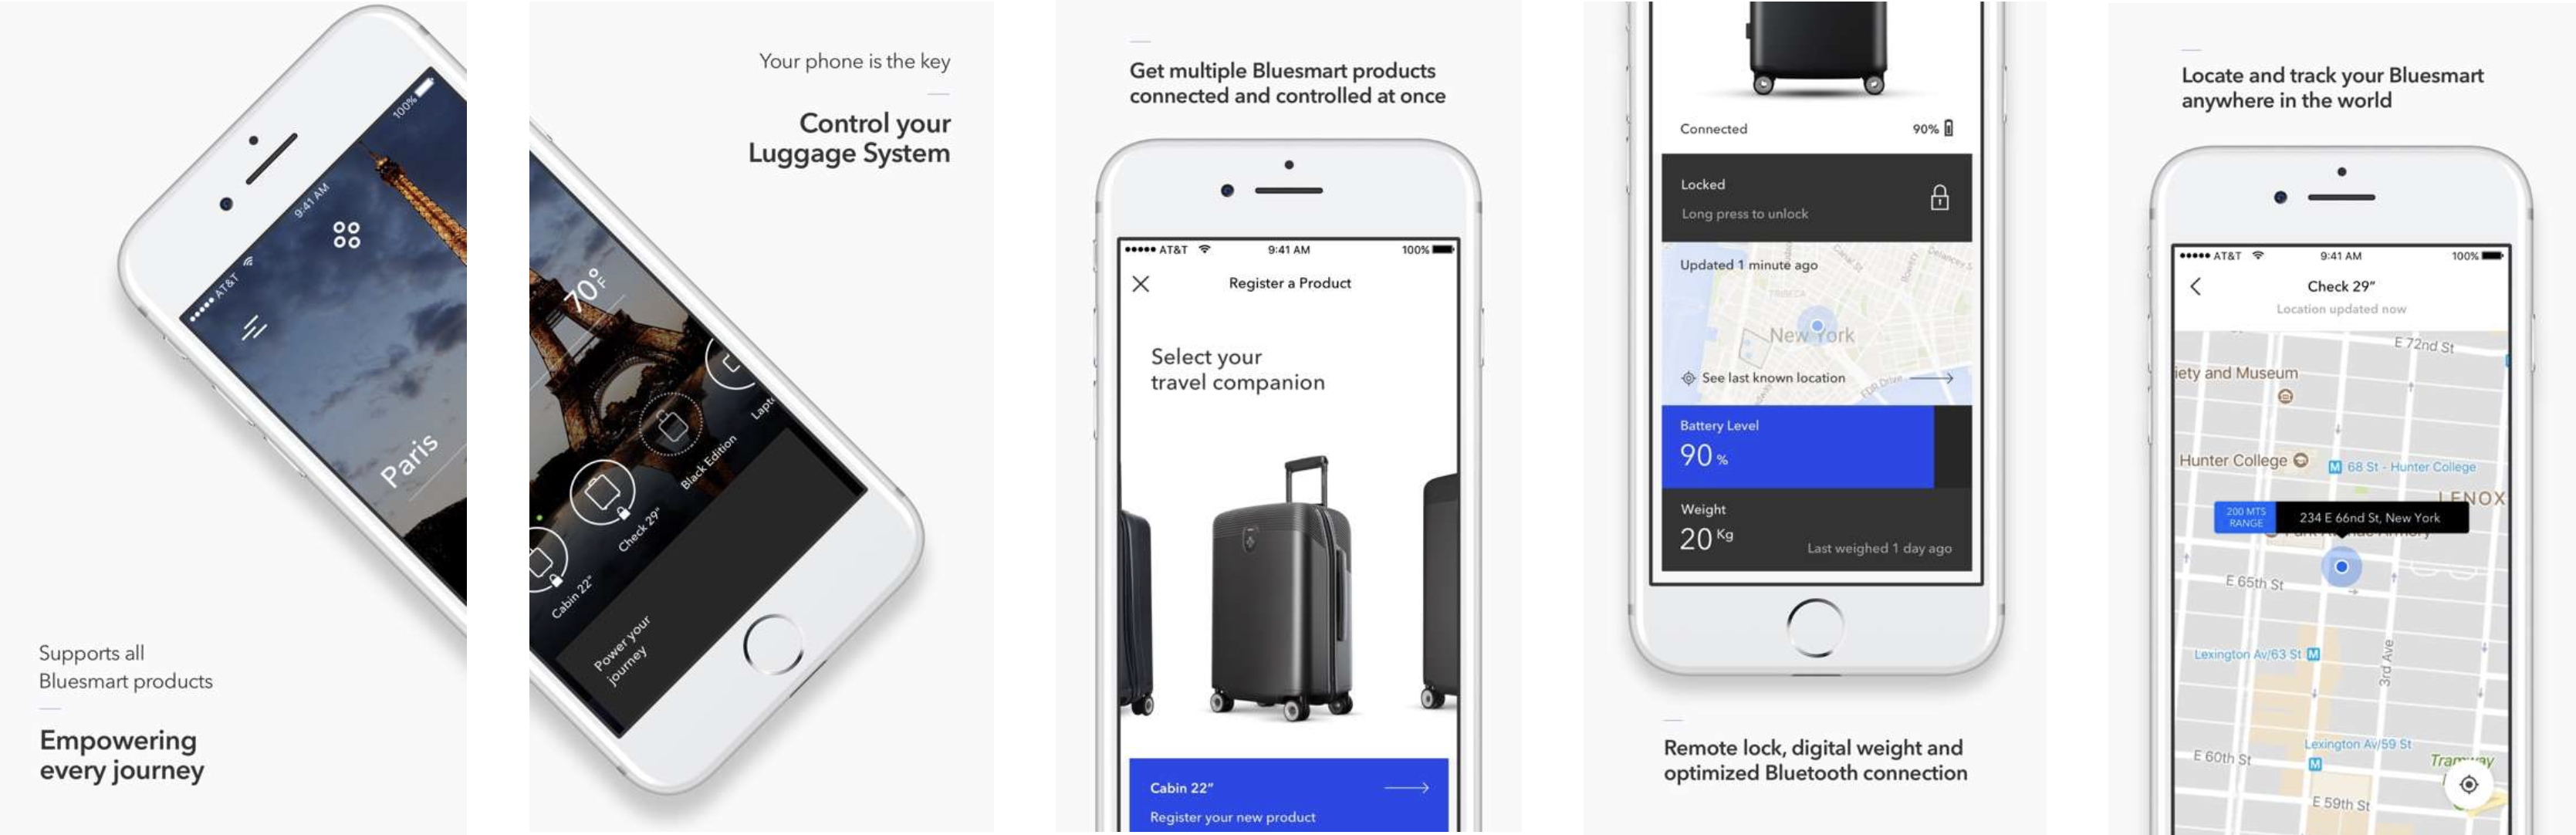 100%
9:41 AM
AT&T
Paris
Supports all
Bluesmart products
Empowering
every journey
Your phone is the key
Control your
Luggage System
70°F
Cabin 22"
Check 29"
Black Edition
Power your
journey
Get multiple Bluesmart products
connected and controlled at once
AT&T 9:41 AM 100%
Register a Product
Select your
travel companion
Cabin 22"
Register your new product
Connected 90%
Locked
Long press to unlock
Updated 1 minute ago
Canal St
Bowery
Delancey S
TRIBECA
New York
See last known location
FDR Drive
Battery Level
90 %
Weight
20 Kg
Last weighed 1 day ago
Remote lock, digital weight and
optimized Bluetooth connection
Locate and track your Bluesmart
anywhere in the world
AT&T 9:41 AM 100%
Check 29"
Location updated now
E 72nd St
iety and Museum
Hunter College
M 68 St - Hunter College
LENOX
200 MTS
RANGE
234 E 66nd St, New York
E 65th St
Lexington Av/63 St M
3rd Ave
Lexington Av/59 St
M
E 60th St
E 59th St